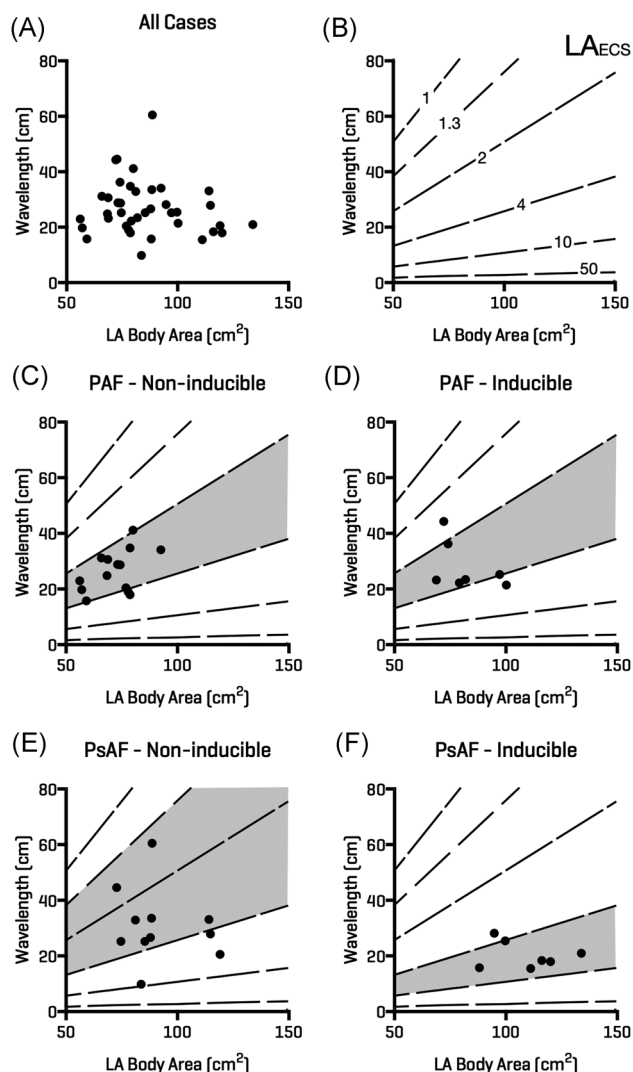 (A)
All Cases
80
60
40
20
0
Wavelength (cm)
50
100
150
LA Body Area (cm²)
(B)
LAECS
80
60
40
20
0
Wavelength (cm)
1
1.3
2
4
10
50
50
100
150
LA Body Area (cm²)
(C)
PAF - Non-inducible
80
60
40
20
0
Wavelength (cm)
50
100
150
LA Body Area (cm²)
(D)
PAF - Inducible
80
60
40
20
0
Wavelength (cm)
50
100
150
LA Body Area (cm²)
(E)
PsAF - Non-inducible
80
60
40
20
0
Wavelength (cm)
50
100
150
LA Body Area (cm²)
(F)
PsAF - Inducible
80
60
40
20
0
Wavelength (cm)
50
100
150
LA Body Area (cm²)